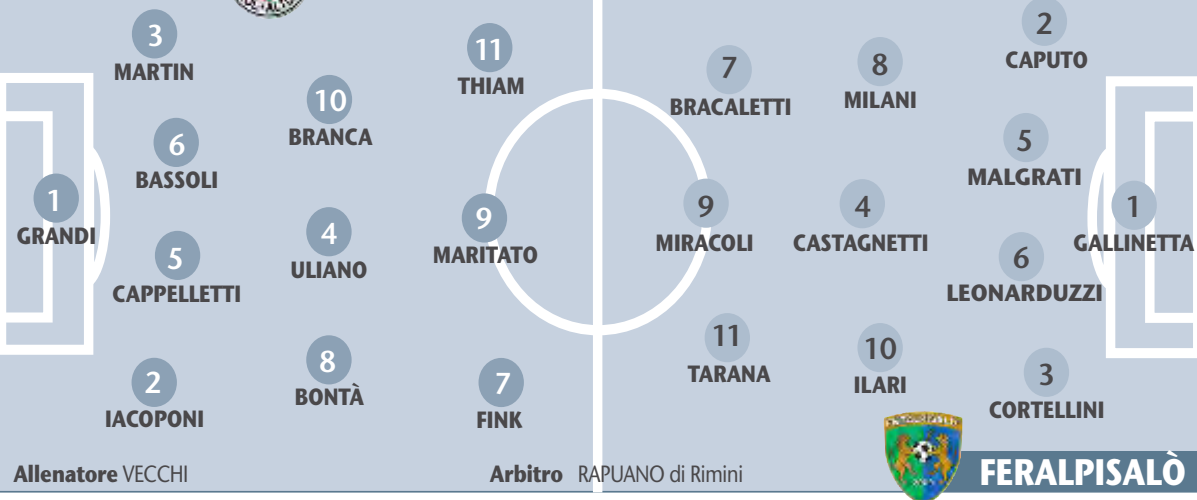 3
MARTIN
6
BASSOLI
1
GRANDI
5
CAPPELLETTI
2
IACOPONI
10
BRANCA
4
ULIANO
8
BONTÀ
11
THIAM
9
MARITATO
7
FINK
7
BRACALETTI
9
MIRACOLI
11
TARANA
8
MILANI
4
CASTAGNETTI
10
ILARI
2
CAPUTO
5
MALGRATI
6
LEONARDUZZI
3
CORTELLINI
1
GALLINETTA
Allenatore VECCHI
Arbitro RAPUANO di Rimini
FERALPISALÒ